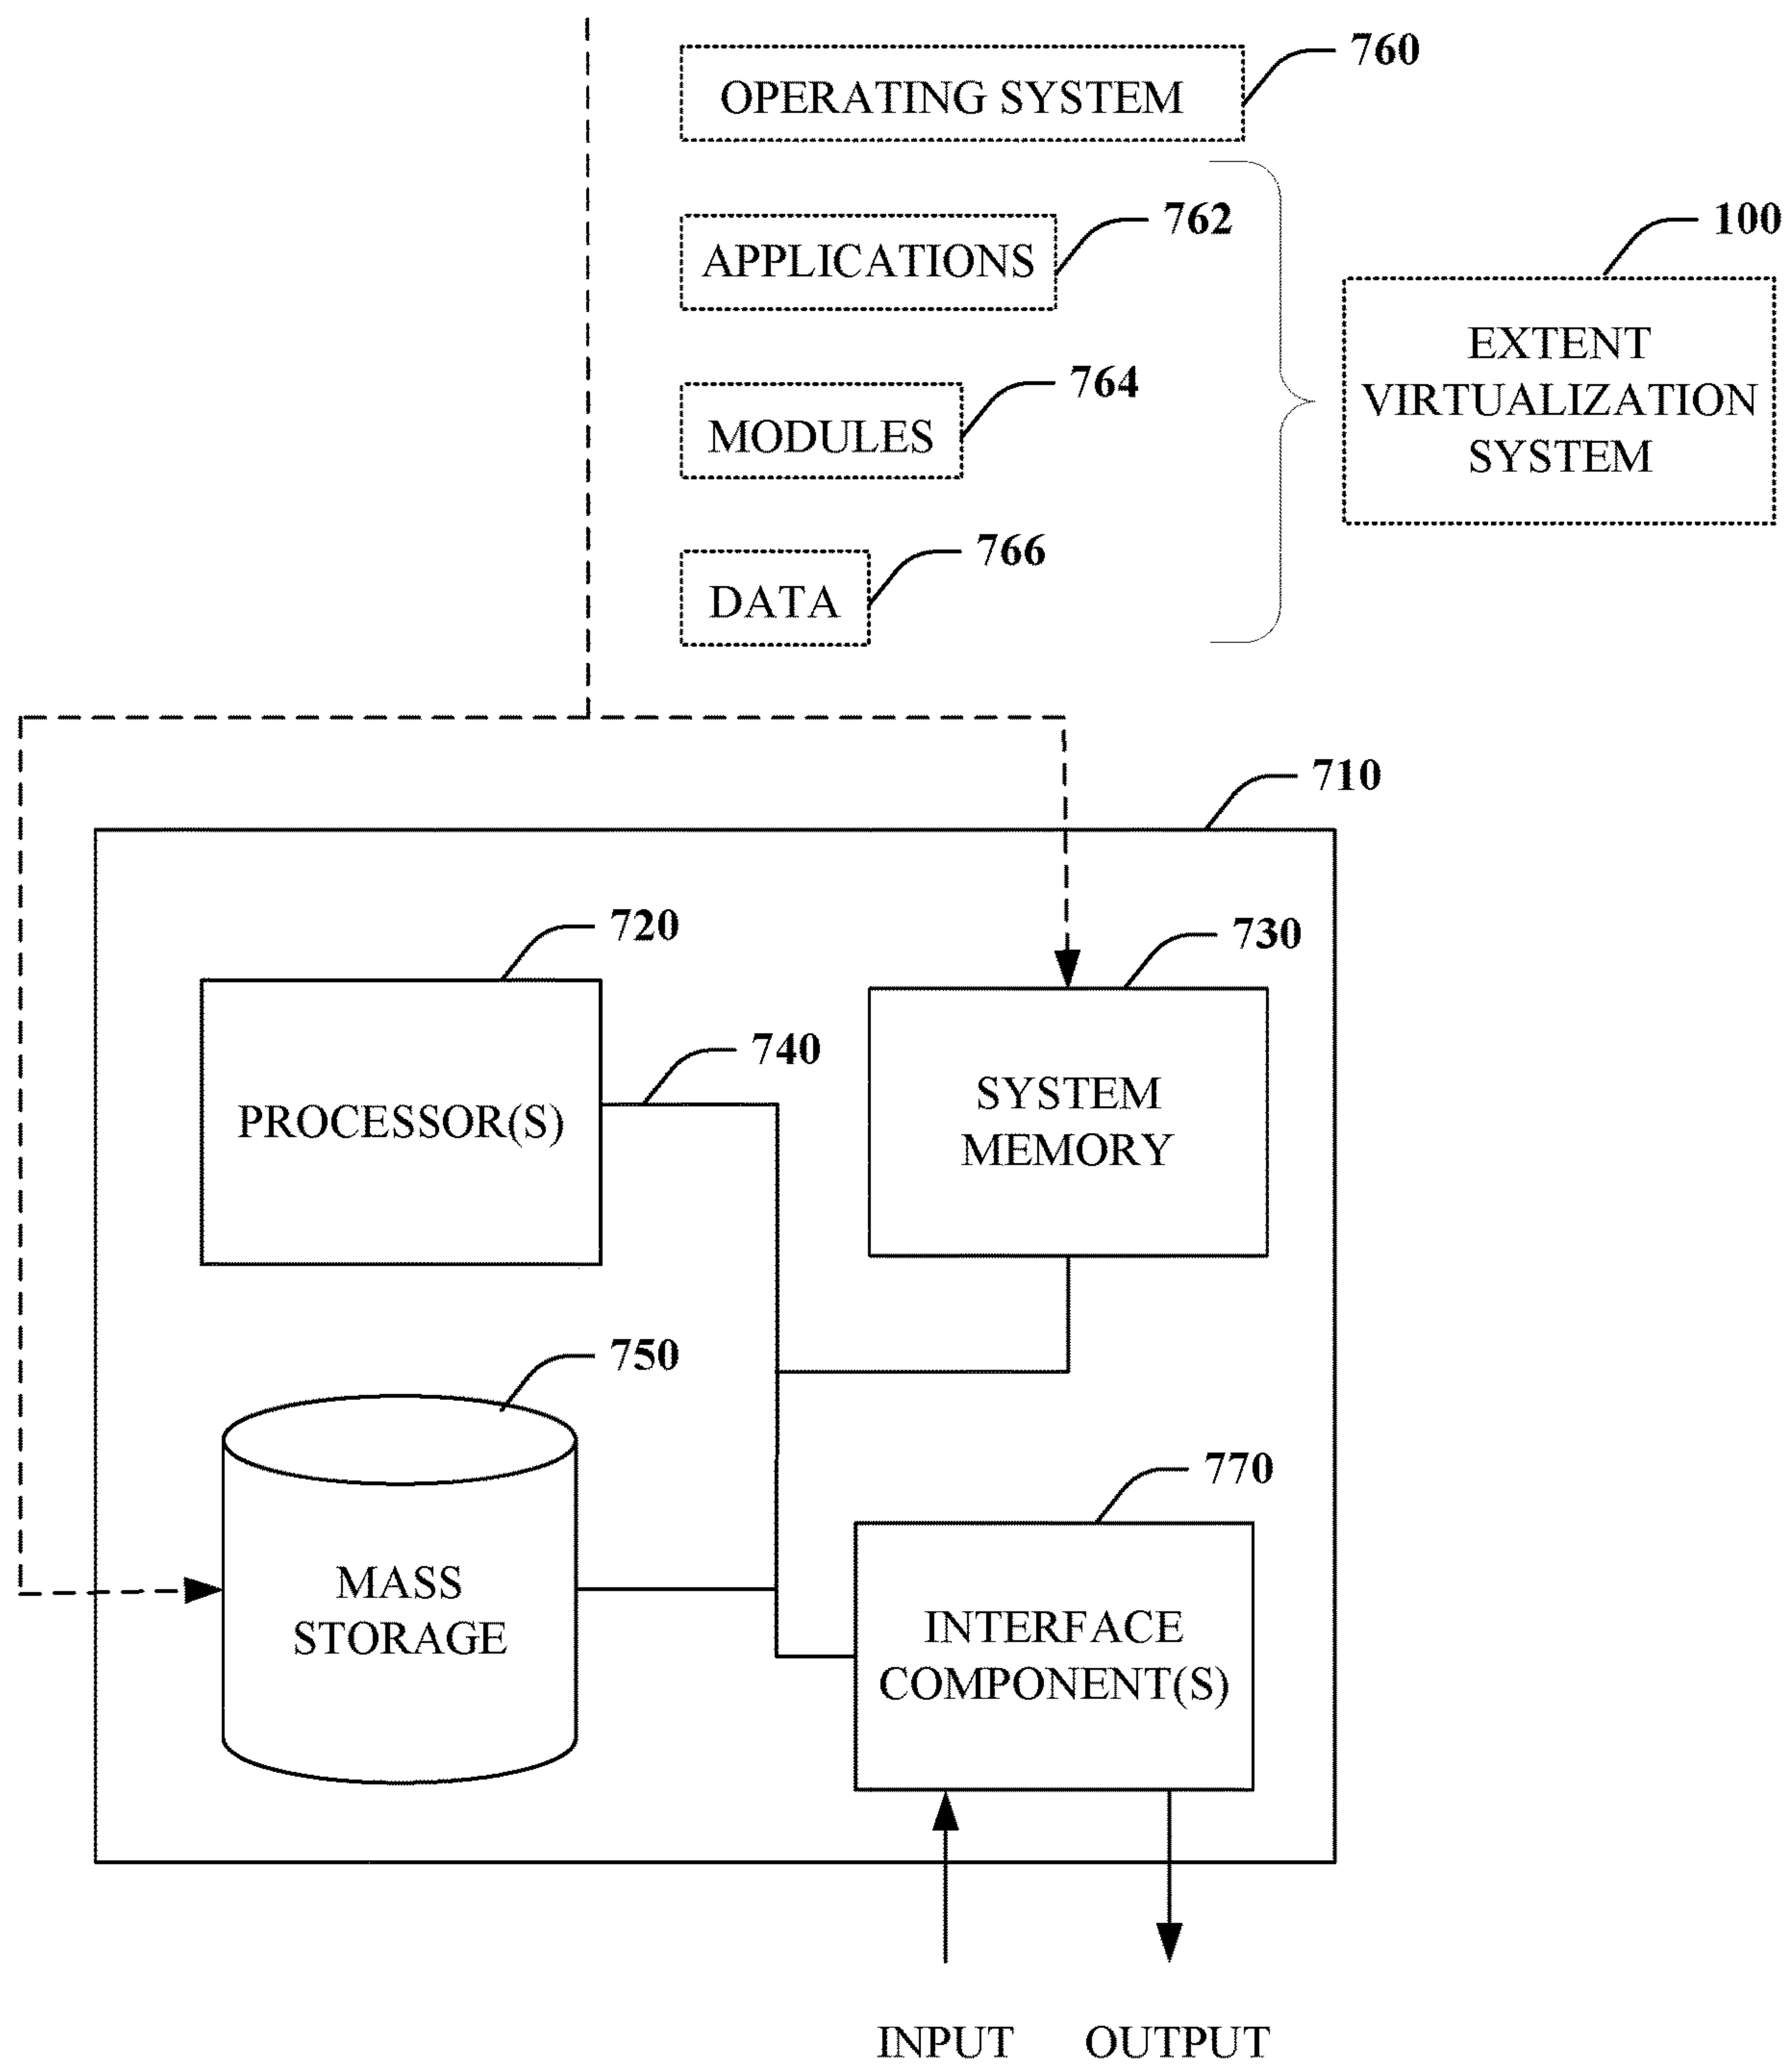 760
OPERATING SYSTEM
762
APPLICATIONS
100
EXTENT
VIRTUALIZATION
SYSTEM
764
MODULES
766
DATA
710
720
PROCESSOR(S)
730
SYSTEM
MEMORY
740
750
MASS
STORAGE
770
INTERFACE
COMPONENT(S)
INPUT
OUTPUT